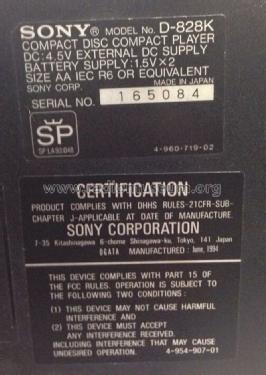 SONY® MODEL No. D-828K
COMPACT DISC COMPACT PLAYER
DC: 4.5V EXTERNAL DC SUPPLY
BATTERY SUPPLY: 1.5V×2
SIZE AA IEC R6 OR EQUIVALENT
SONY CORP. MADE IN JAPAN
SERIAL NO. 165084
SP
4-960-719-02
CERTIFICATION
PRODUCT COMPLIES WITH DHHS RULES-21CFR-SUB-
CHAPTER J-APPLICABLE AT DATE OF MANUFACTURE.
SONY CORPORATION
7-35 Kitashinagawa 6-chome Shinagawa-ku, Tokyo, 141 Japan
OGATA MANUFACTURED: June, 1994
THIS DEVICE COMPLIES WITH PART 15 OF
THE FCC RULES. OPERATION IS SUBJECT TO
THE FOLLOWING TWO CONDITIONS:
(1) THIS DEVICE MAY NOT CAUSE HARMFUL
INTERFERENCE AND
(2) THIS DEVICE MUST ACCEPT
ANY INTERFERENCE RECEIVED.
INCLUDING INTERFERENCE THAT MAY CAUSE
UNDESIRED OPERATION. 4-954-907-01